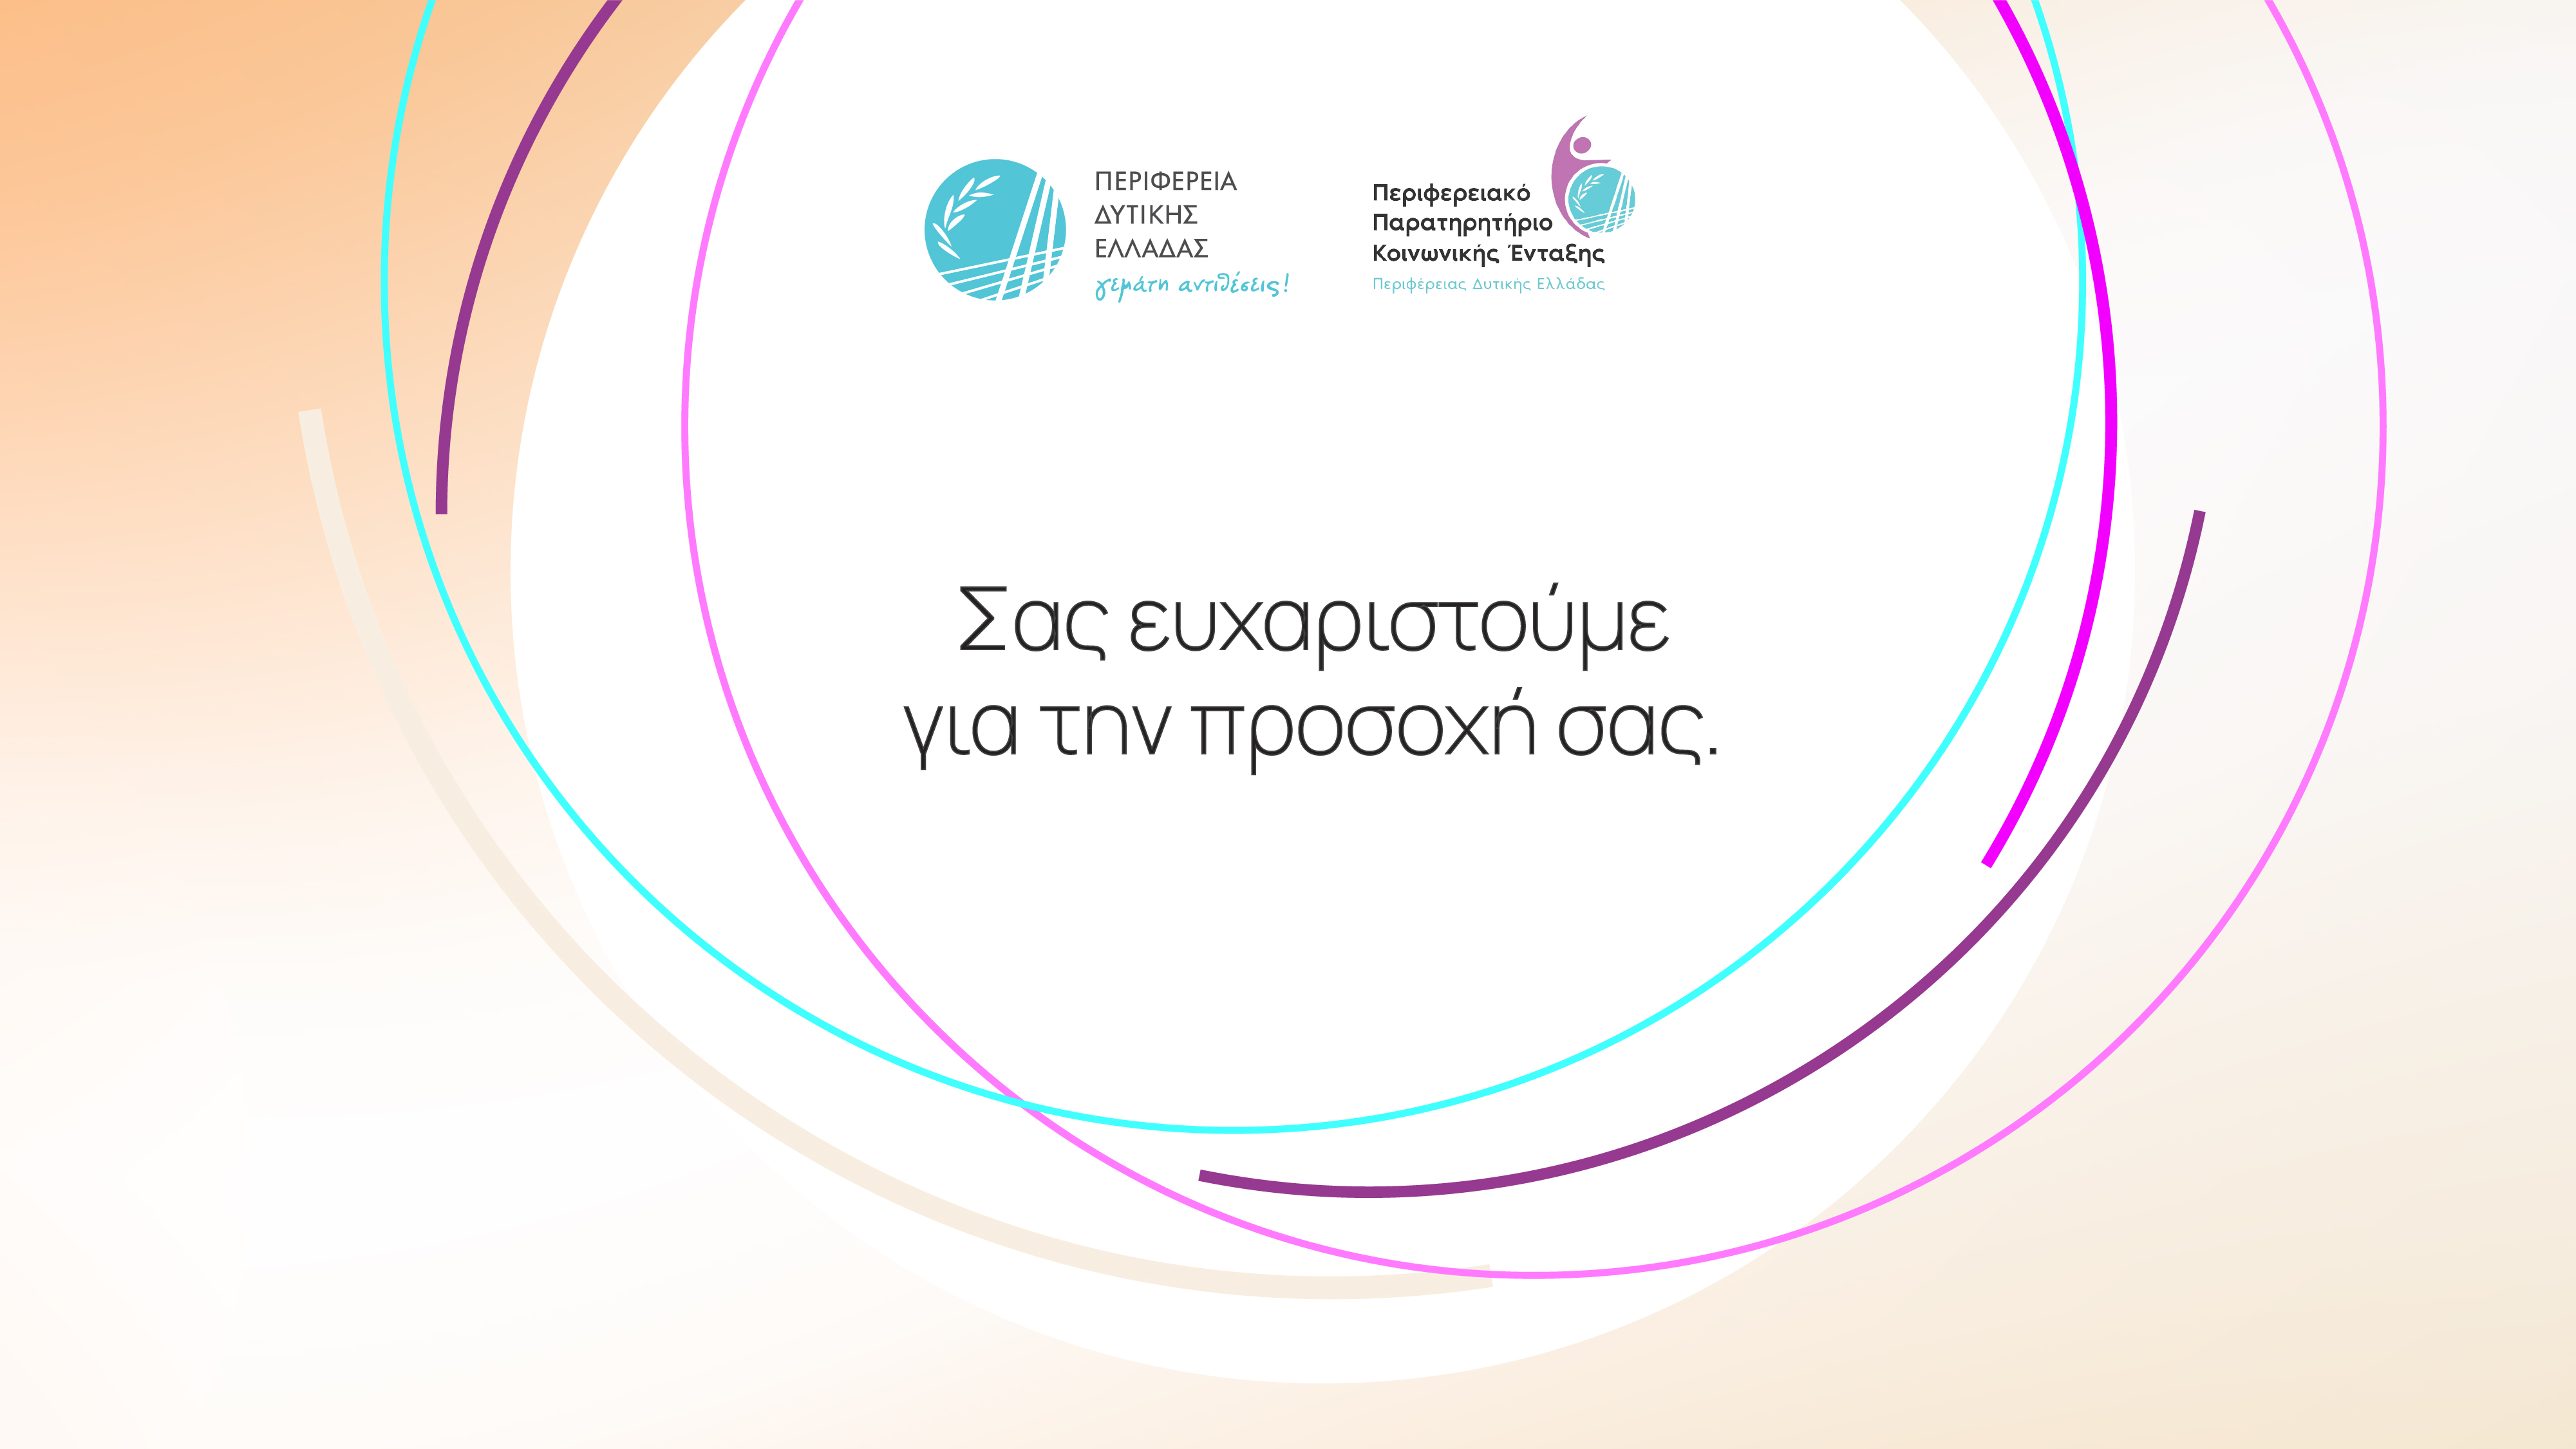 ΠΕΡΙΦΕΡΕΙΑ
ΔΥΤΙΚΗΣ
ΕΛΛΑΔΑΣ
γεμάτη αντιθέσεις!
Περιφερειακό
Παρατηρητήριο
Κοινωνικής Ένταξης
Περιφέρειας Δυτικής Ελλάδας
Σας ευχαριστούμε
για την προσοχή σας.